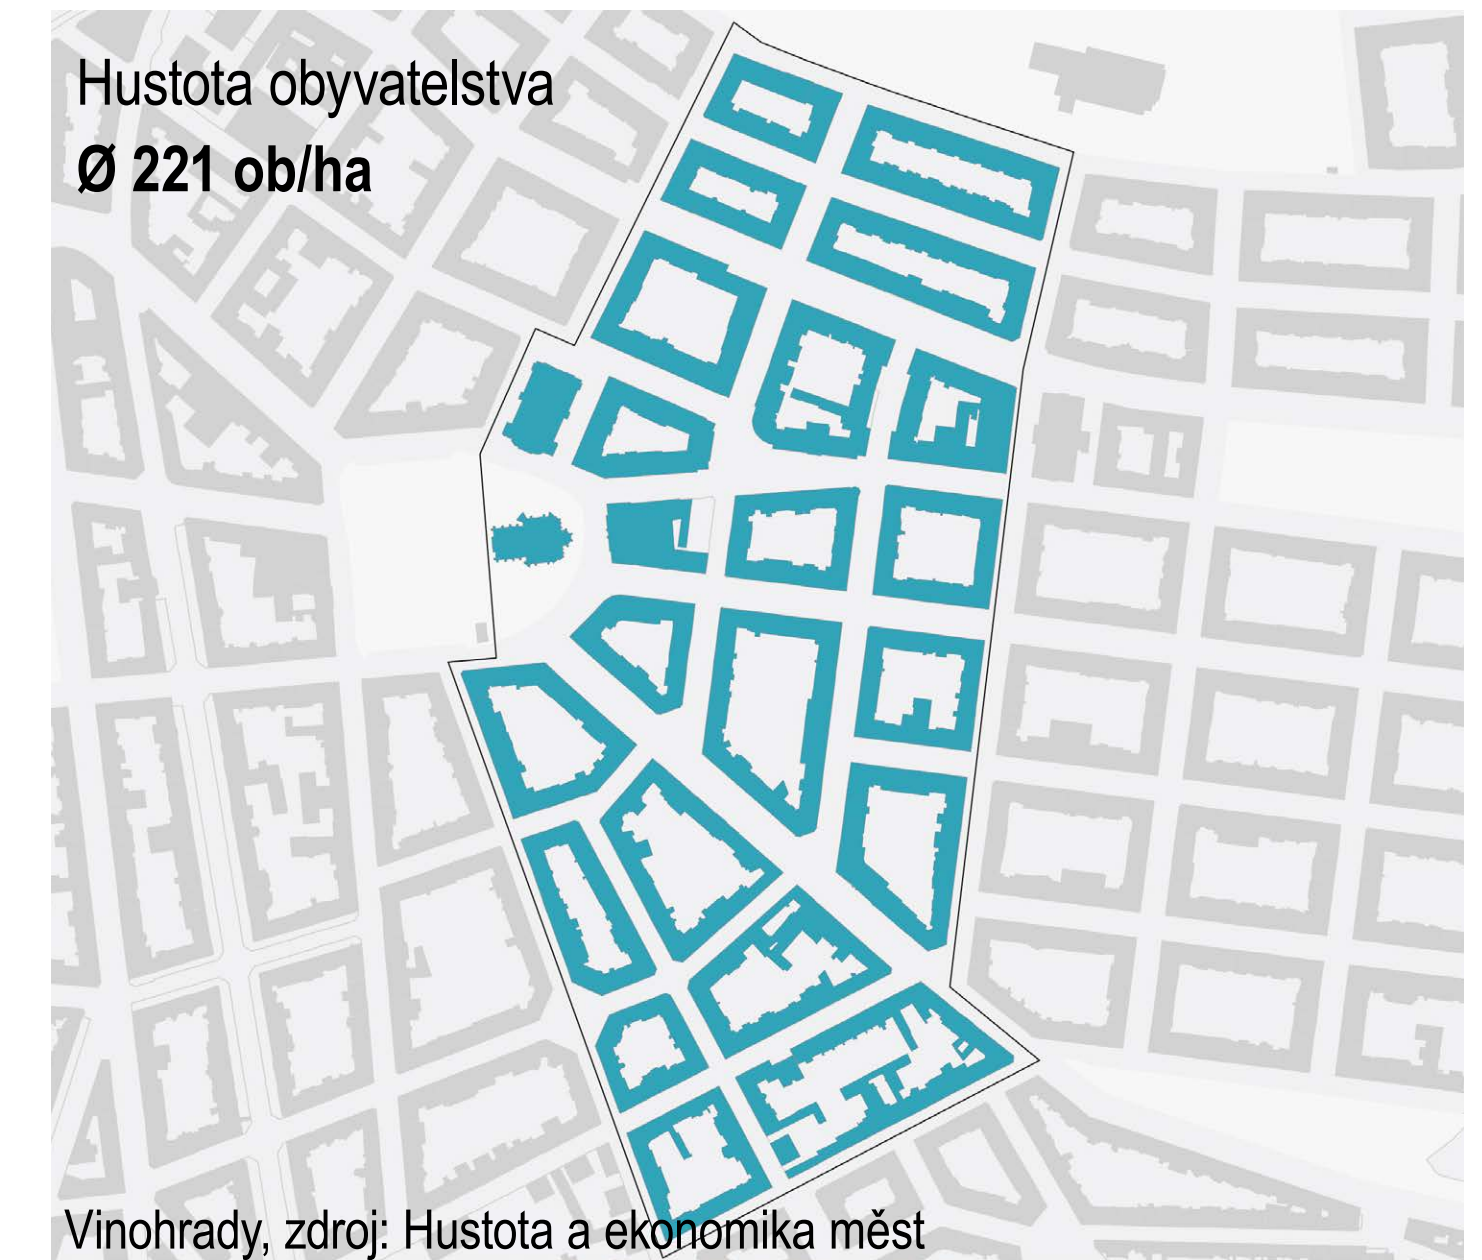 Hustota obyvatelstva
Ø 221 ob/ha
Vinohrady, zdroj: Hustota a ekonomika měst